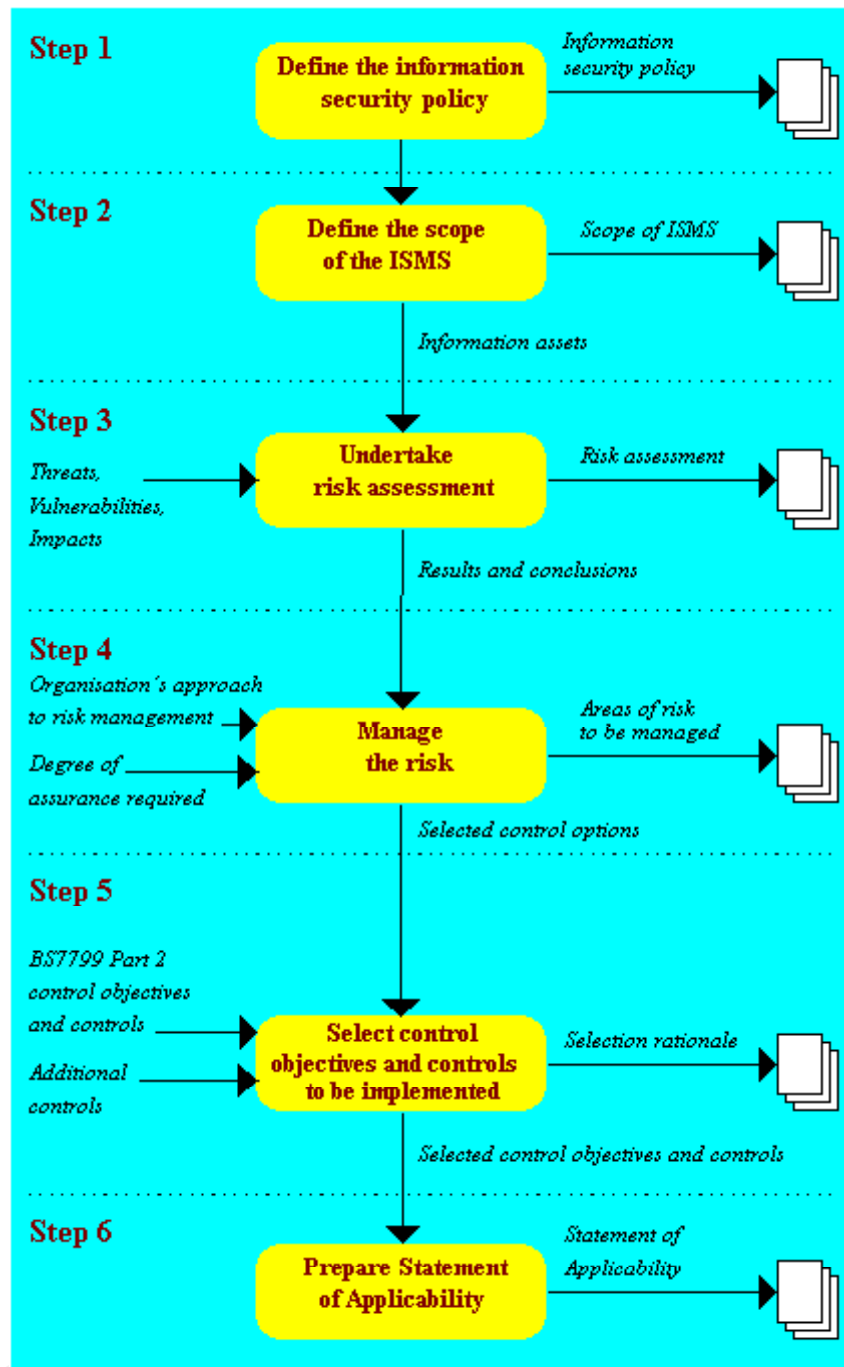 Step 1
Define the information
security policy
Information
security policy
Step 2
Define the scope
of the ISMS
Scope of ISMS
Information assets
Step 3
Threats,
Vulnerabilities,
Impacts
Undertake
risk assessment
Risk assessment
Results and conclusions
Step 4
Organisation´s approach
to risk management
Degree of
assurance required
Manage
the risk
Areas of risk
to be managed
Selected control options
Step 5
BS7799 Part 2
control objectives
and controls
Additional
controls
Select control
objectives and controls
to be implemented
Selection rationale
Selected control objectives and controls
Step 6
Prepare Statement
of Applicability
Statement of
Applicability